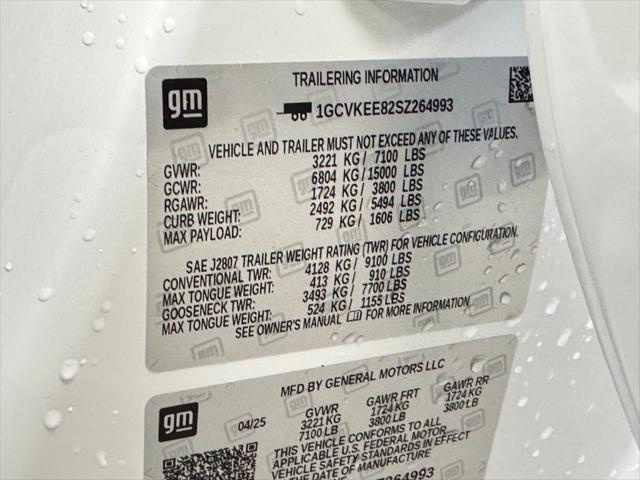 gm
TRAILERING INFORMATION
1GCVKEE82SZ264993
VEHICLE AND TRAILER MUST NOT EXCEED ANY OF THESE VALUES.
GVWR: 3221 KG / 7100 LBS
GCWR: 6804 KG / 15000 LBS
RGAWR: 1724 KG / 3800 LBS
CURB WEIGHT: 2492 KG / 5494 LBS
MAX PAYLOAD: 729 KG / 1606 LBS
SAE J2807 TRAILER WEIGHT RATING (TWR) FOR VEHICLE CONFIGURATION.
CONVENTIONAL TWR: 4128 KG / 9100 LBS
MAX TONGUE WEIGHT: 413 KG / 910 LBS
GOOSENECK TWR: 3493 KG / 7700 LBS
MAX TONGUE WEIGHT: 524 KG / 1155 LBS
SEE OWNER'S MANUAL FOR MORE INFORMATION
gm
MFD BY GENERAL MOTORS LLC
04/25 GVWR GAWR FRT GAWR RR
3221 KG 1724 KG 1724 KG
7100 LB 3800 LB 3800 LB
THIS VEHICLE CONFORMS TO ALL
APPLICABLE U.S. FEDERAL MOTOR
VEHICLE SAFETY STANDARDS IN EFFECT
THE DATE OF MANUFACTURE
264993